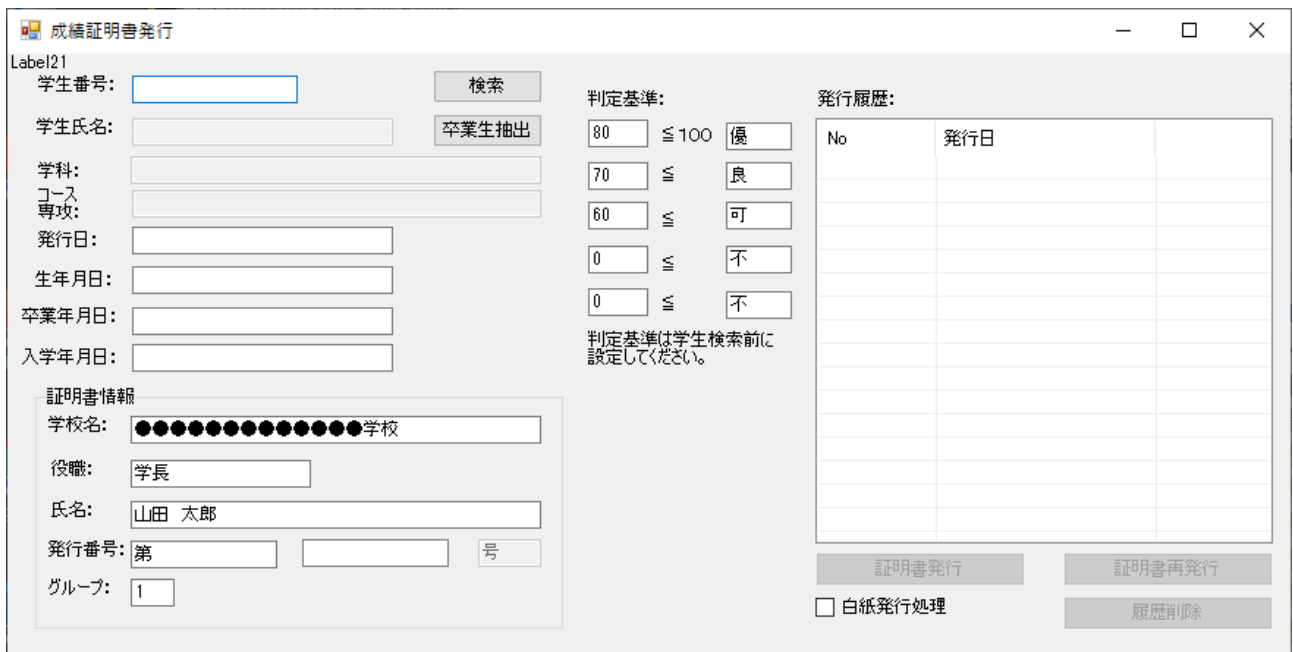 成績証明書発行
Label21
学生番号:
検索
学生氏名:
卒業生抽出
学科:
コース
専攻:
発行日:
生年月日:
卒業年月日:
入学年月日:
証明書情報
学校名: ●●●●●●●●●●●●●学校
役職: 学長
氏名: 山田 太郎
発行番号: 第 号
グループ: 1
判定基準:
80 ≦100 優
70 ≦ 良
60 ≦ 可
0 ≦ 不
0 ≦ 不
判定基準は学生検索前に
設定してください。
発行履歴:
No 発行日
証明書発行 証明書再発行
白紙発行処理 履歴削除